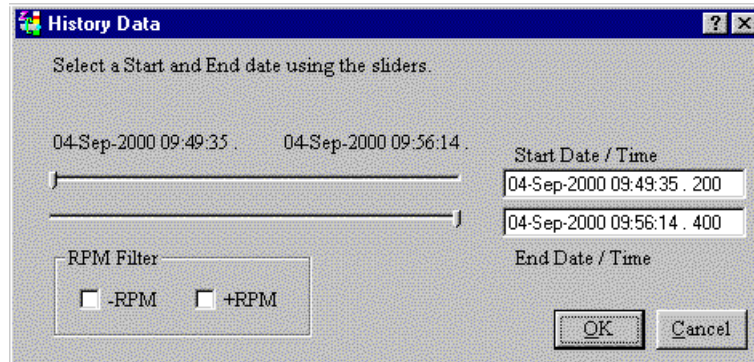 History Data
Select a Start and End date using the sliders.
04-Sep-2000 09:49:35 . 04-Sep-2000 09:56:14 .
Start Date / Time
04-Sep-2000 09:49:35 . 200
04-Sep-2000 09:56:14 . 400
End Date / Time
RPM Filter
-RPM +RPM
OK Cancel